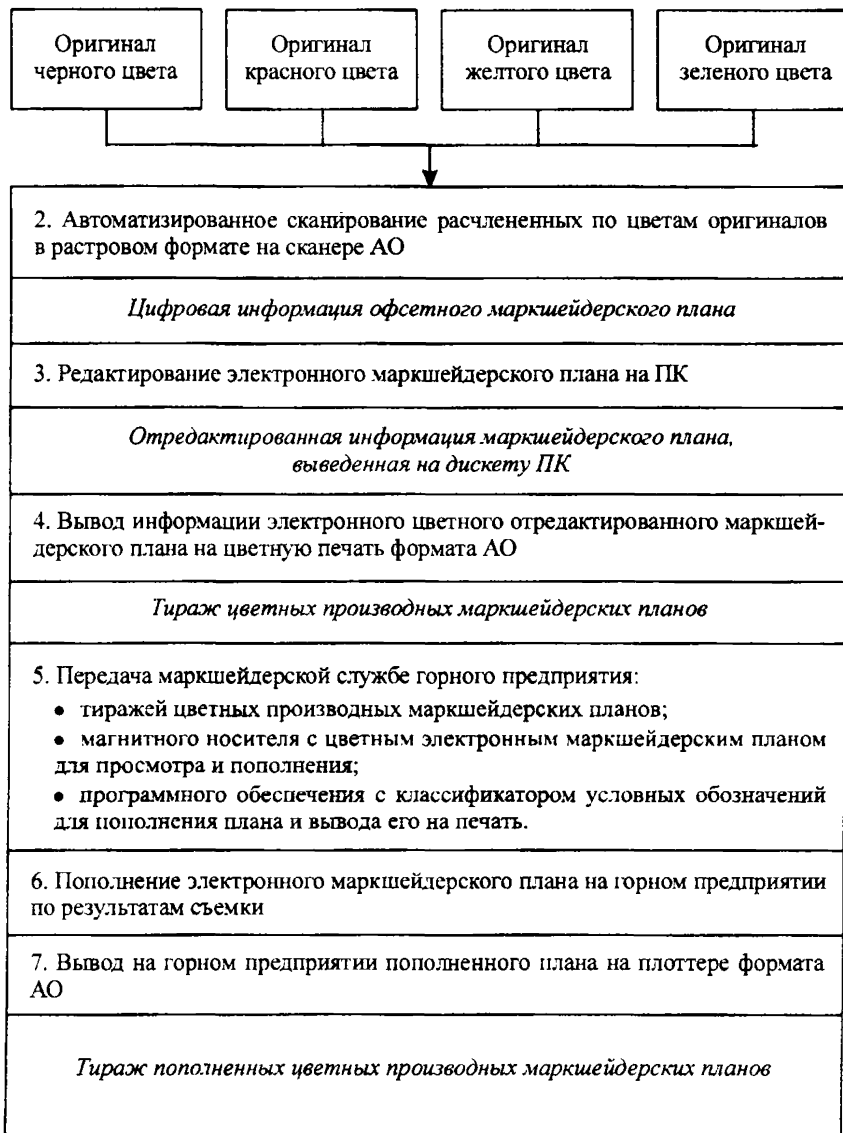 Оригинал
черного цвета
Оригинал
красного цвета
Оригинал
желтого цвета
Оригинал
зеленого цвета
2. Автоматизированное сканирование расчлененных по цветам оригиналов
в растровом формате на сканере АО
Цифровая информация офсетного маркшейдерского плана
3. Редактирование электронного маркшейдерского плана на ПК
Отредактированная информация маркшейдерского плана,
выведенная на дискету ПК
4. Вывод информации электронного цветного отредактированного маркшей-
дерского плана на цветную печать формата АО
Тираж цветных производных маркшейдерских планов
5. Передача маркшейдерской службе горного предприятия:
• тиражей цветных производных маркшейдерских планов;
• магнитного носителя с цветным электронным маркшейдерским планом
для просмотра и пополнения;
• программного обеспечения с классификатором условных обозначений
для пополнения плана и вывода его на печать.
6. Пополнение электронного маркшейдерского плана на горном предприятии
по результатам съемки
7. Вывод на горном предприятии пополненного плана на плоттере формата
АО
Тираж пополненных цветных производных маркшейдерских планов